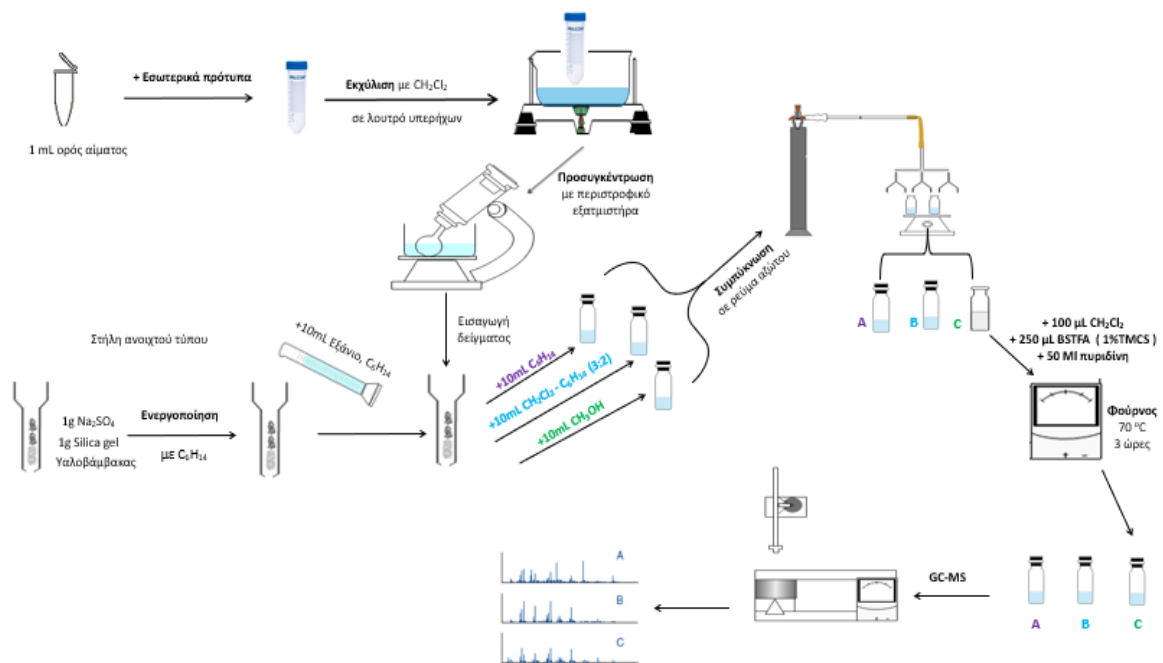 + Εσωτερικά πρότυπα
Εκχύλιση με CH₂Cl₂
σε λουτρό υπερήχων
1 mL ορός αίματος
Προσυγκέντρωση
με περιστροφικό
εξατμιστήρα
Συμπύκνωση
σε ρεύμα αζώτου
A
B
C
+ 100 μL CH₂Cl₂
+ 250 μL BSTFA ( 1%TMCS )
+ 50 Ml πυριδίνη
Φούρνος
70 °C
3 ώρες
Στήλη ανοιχτού τύπου
+10mL Εξάνιο, C₆H₁₄
Εισαγωγή
δείγματος
1g Na₂SO₄
1g Silica gel
Υαλοβάμβακας
Ενεργοποίηση
με C₆H₁₄
+10mL C₆H₁₄
+10mL CH₂Cl₂ - C₆H₁₄ (3:2)
+10mL CH₃OH
GC-MS
A
B
C
A
B
C